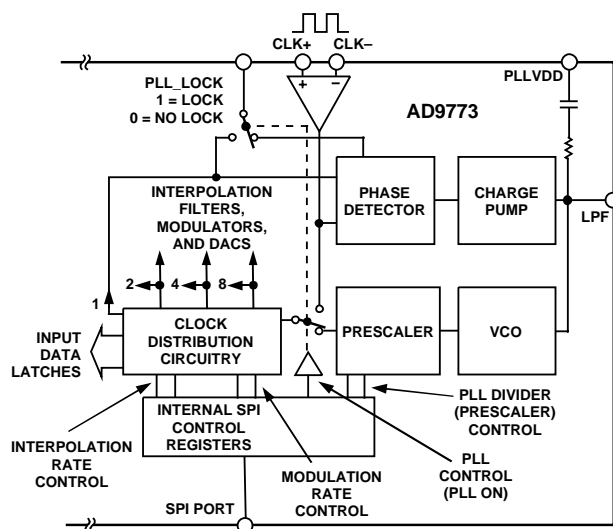 CLK+ CLK–
PLL_LOCK
1 = LOCK
0 = NO LOCK
PLLVDD
AD9773
INTERPOLATION
FILTERS,
MODULATORS,
AND DACS
PHASE
DETECTOR
CHARGE
PUMP
LPF
2
4
8
1
CLOCK
DISTRIBUTION
CIRCUITRY
PRESCALER
VCO
INPUT
DATA
LATCHES
INTERNAL SPI
CONTROL
REGISTERS
PLL DIVIDER
(PRESCALER)
CONTROL
INTERPOLATION
RATE
CONTROL
MODULATION
RATE
CONTROL
PLL
CONTROL
(PLL ON)
SPI PORT
+ –